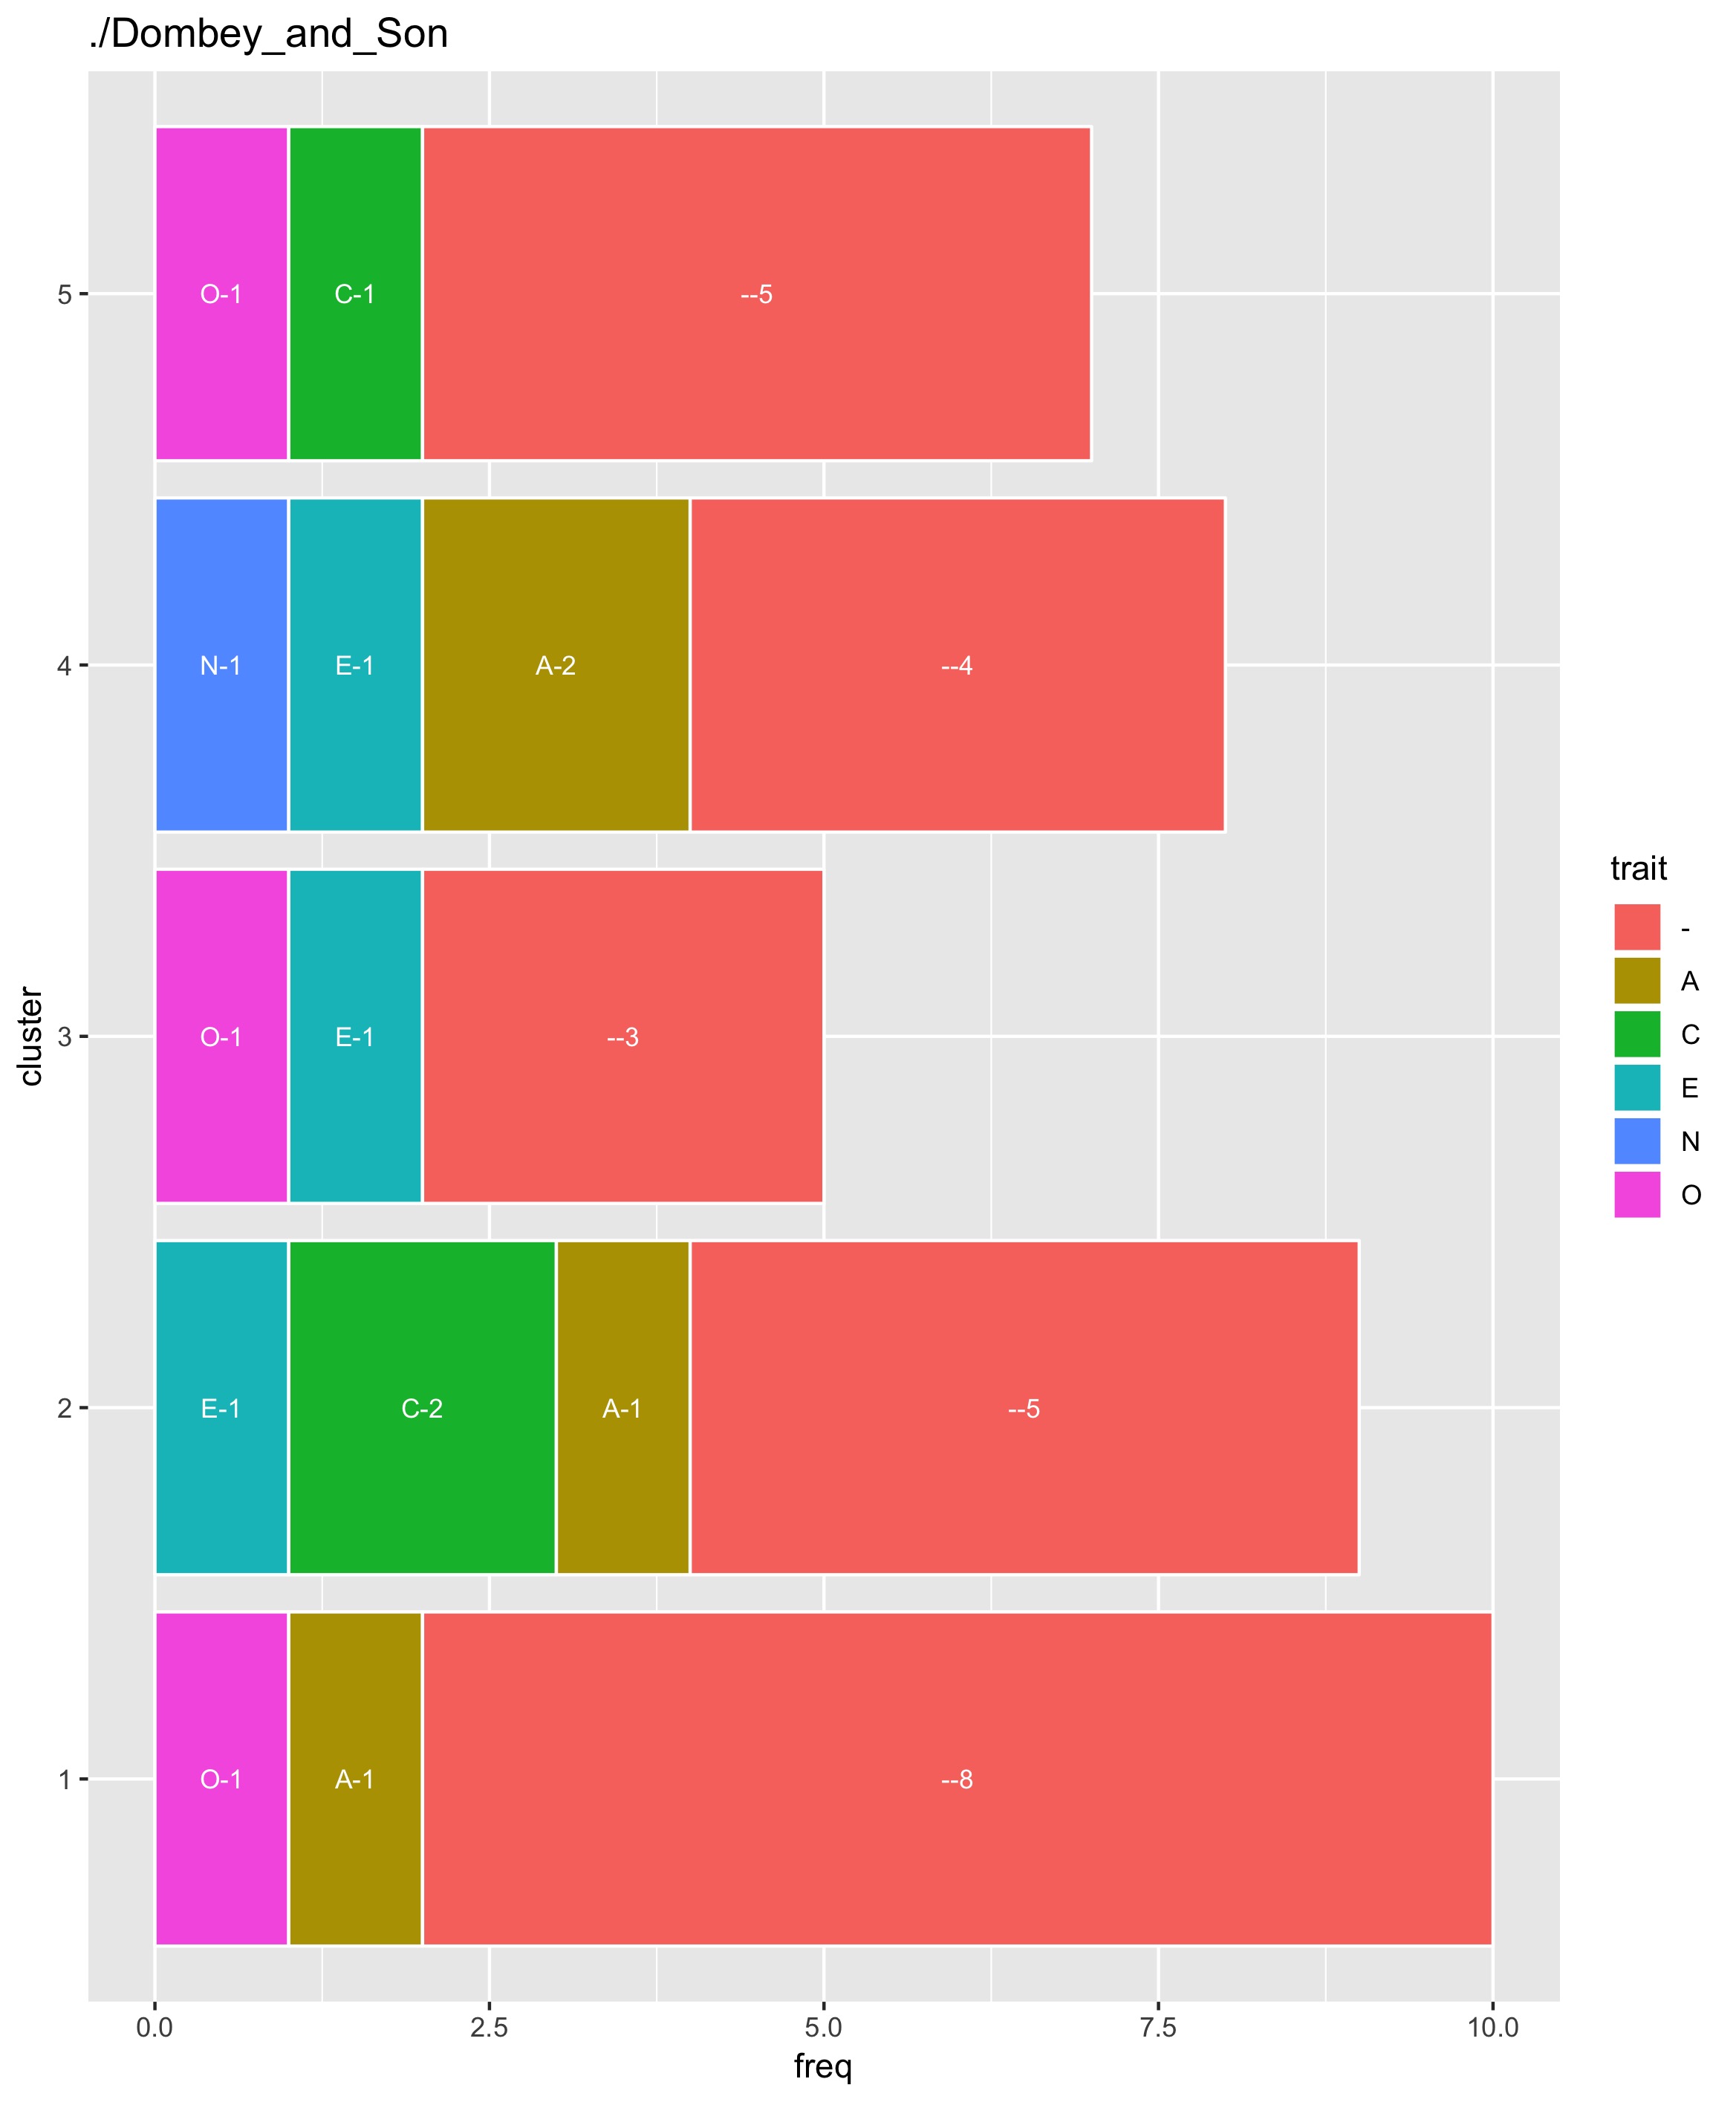 ./Dombey_and_Son
5
O-1 C-1 --5
4
N-1 E-1 A-2 --4
3
O-1 E-1 --3
2
E-1 C-2 A-1 --5
1
O-1 A-1 --8
cluster
0.0 2.5 5.0 7.5 10.0
freq
trait
-
A
C
E
N
O